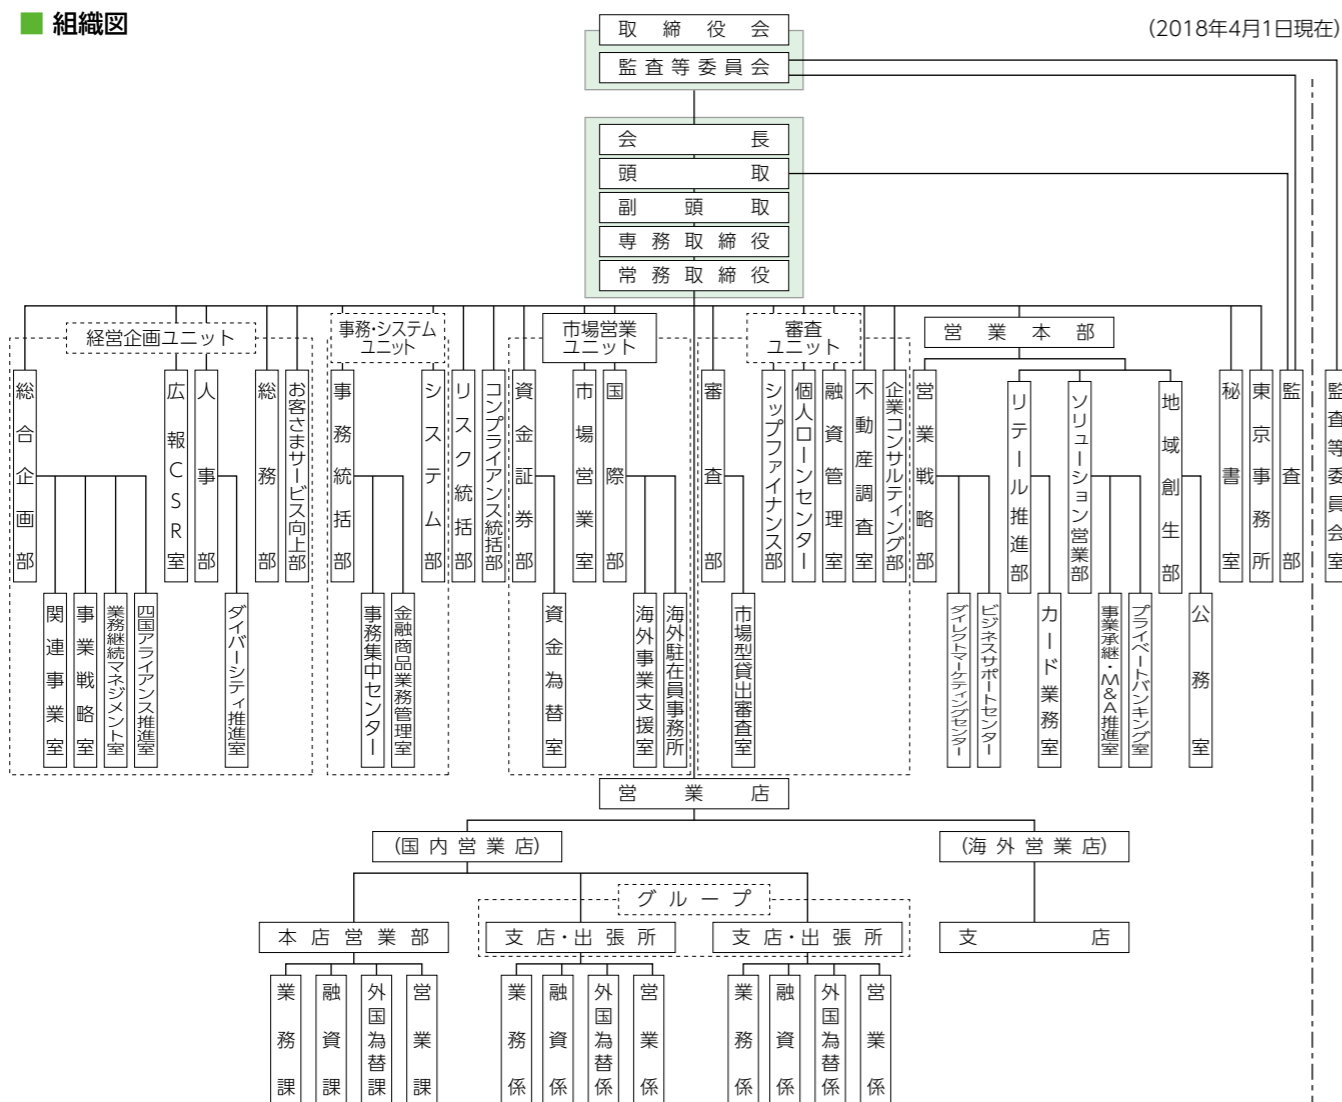 組織図
(2018年4月1日現在)
取締役会
監査等委員会
会長
頭取
副頭取
専務取締役
常務取締役
経営企画ユニット
事務・システム
ユニット
市場営業
ユニット
審査
ユニット
営業本部
総合企画部
広報CSR室
人事部
総務部
お客さまサービス向上部
事務統括部
システム部
リスク統括部
コンプライアンス統括部
資金証券部
市場営業室
国際部
審査部
シップファイナンス部
個人ローンセンター
融資管理室
不動産調査室
企業コンサルティング部
営業戦略部
リテール推進部
ソリューション営業部
地域創生部
秘書室
東京事務所
監査部
監査等委員会室
関連事業室
事業戦略室
業務継続マネジメント室
四国アライアンス推進室
ダイバーシティ推進室
事務集中センター
金融商品業務管理室
資金為替室
海外事業支援室
海外駐在員事務所
市場型貸出審査室
ダイレクトマーケティングセンター
ビジネスサポートセンター
カード業務室
事業承継・M&A推進室
プライベートバンキング室
公務室
営業店
(国内営業店)
(海外営業店)
グループ
本店営業部
支店・出張所
支店・出張所
支店
業務課
融資課
外国為替課
営業課
業務係
融資係
外国為替係
営業係
業務係
融資係
外国為替係
営業係